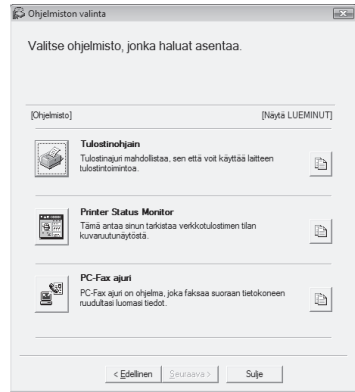 Ohjelmiston valinta
Valitse ohjelmisto, jonka haluat asentaa.
[Ohjelmisto] [Näytä LUEMINUT]
Tulostinohjain
Tulostinajuri mahdollistaa, sen että voit käyttää laitteen
tulostintoimintoa.
Printer Status Monitor
Tämä antaa sinun tarkistaa verkkotulostimen tilan
kuvaruutunäytöstä.
PC-Fax ajuri
PC-Fax ajuri on ohjelma, joka faksaa suoraan tietokoneen
ruudultasi luomasi tiedot.
< Edellinen Seuraava > Sulje